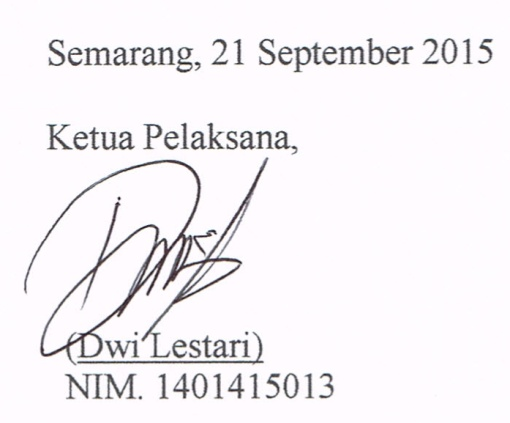 Semarang, 21 September 2015
Ketua Pelaksana,
(Dwi Lestari)
NIM. 1401415013